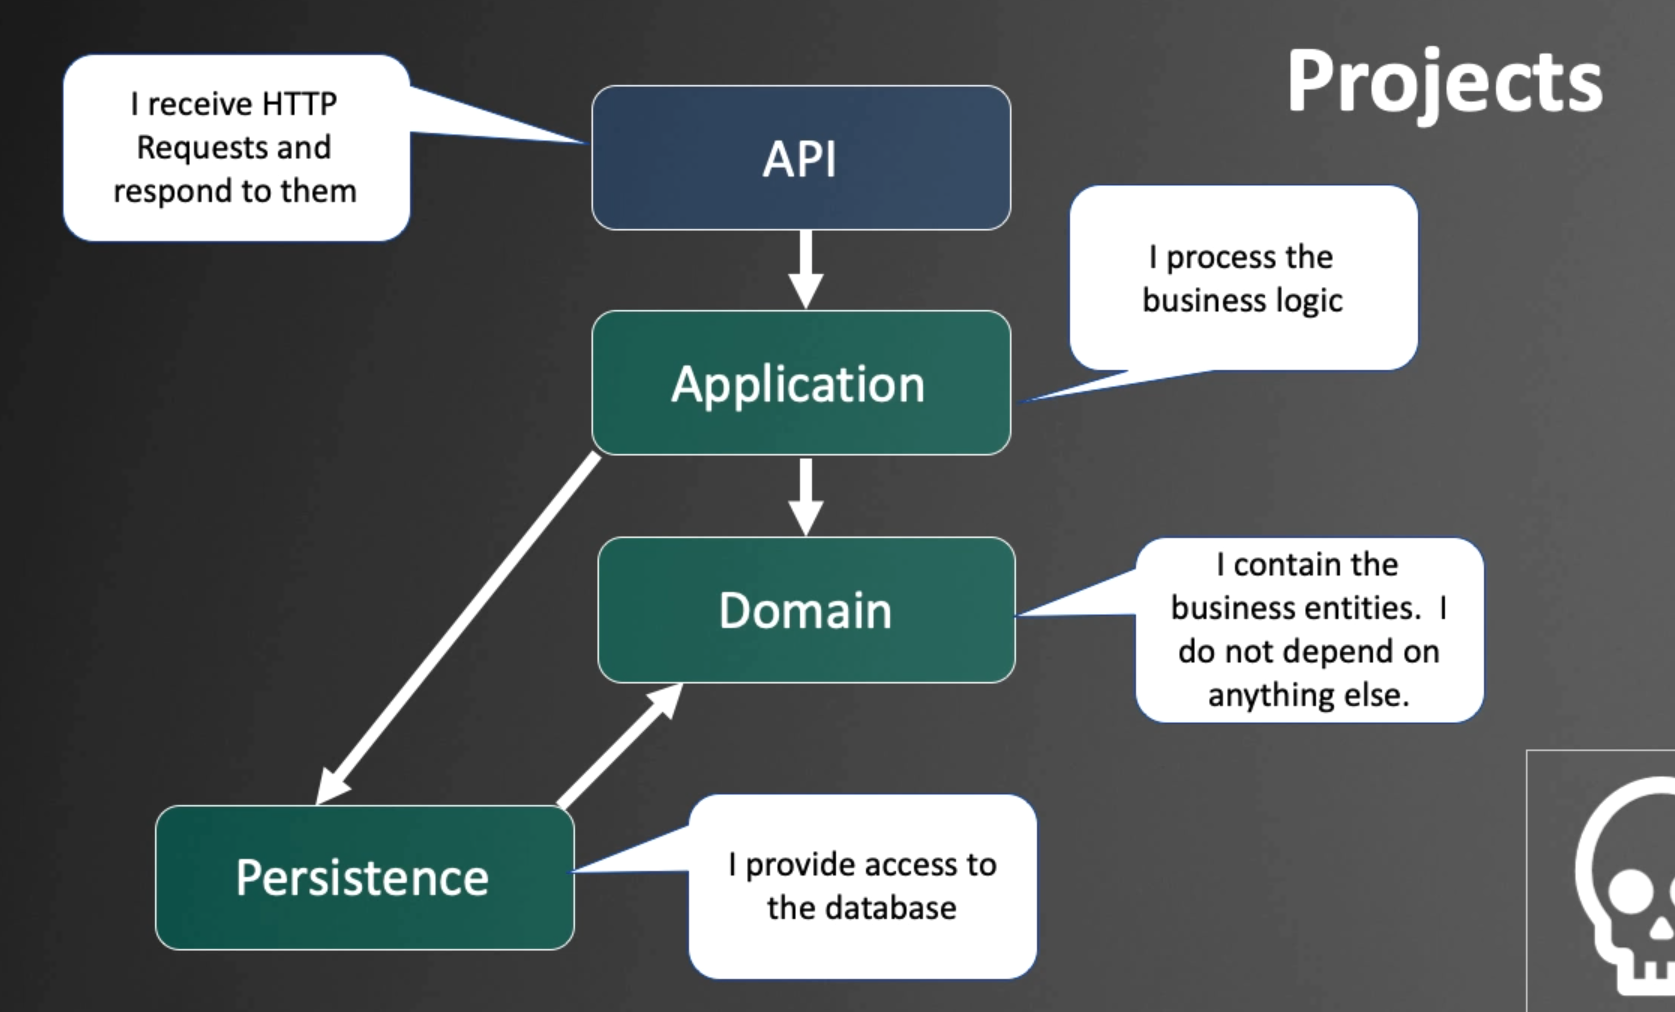 Projects
I receive HTTP
Requests and
respond to them
API
I process the
business logic
Application
Domain
I contain the
business entities.  I
do not depend on
anything else.
Persistence
I provide access to
the database